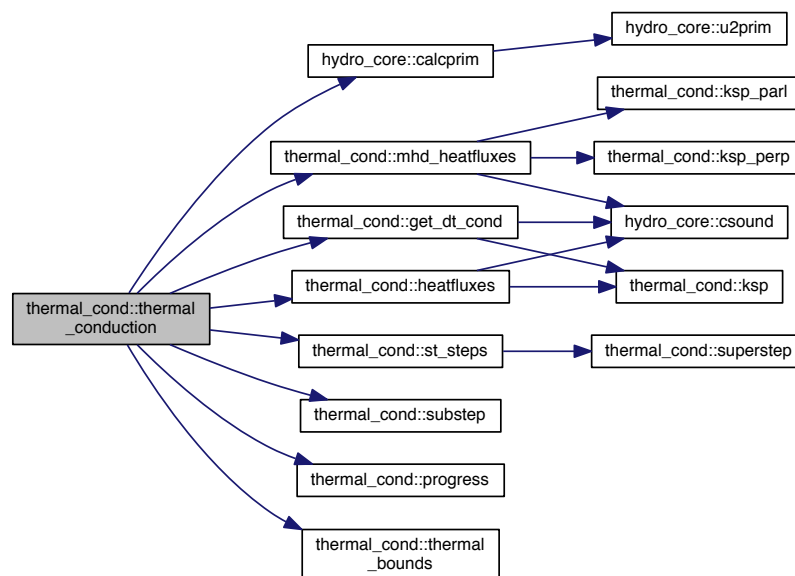 thermal_cond::thermal
_conduction
hydro_core::calcprim
hydro_core::u2prim
thermal_cond::mhd_heatfluxes
thermal_cond::ksp_parl
thermal_cond::ksp_perp
thermal_cond::get_dt_cond
hydro_core::csound
thermal_cond::heatfluxes
thermal_cond::ksp
thermal_cond::st_steps
thermal_cond::superstep
thermal_cond::substep
thermal_cond::progress
thermal_cond::thermal
_bounds